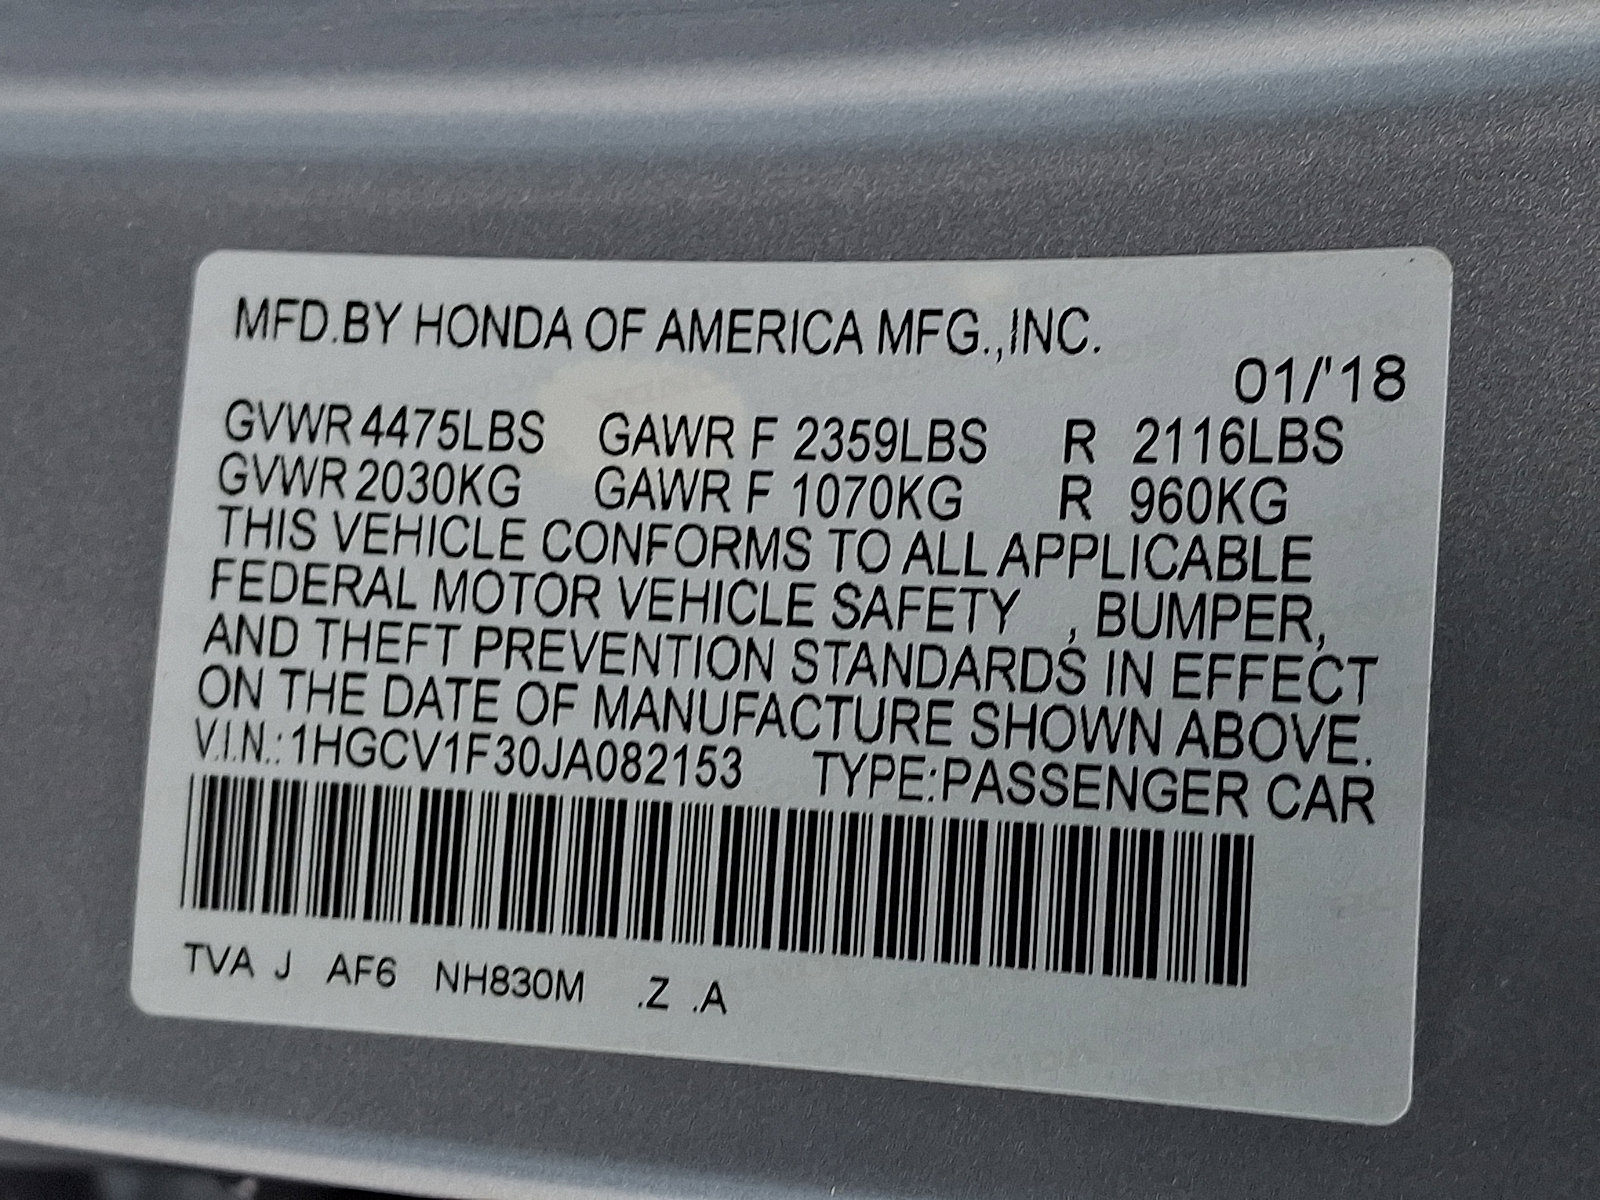 MFD.BY HONDA OF AMERICA MFG.,INC.
01/'18
GVWR 4475LBS GAWR F 2359LBS R 2116LBS
GVWR 2030KG GAWR F 1070KG R 960KG
THIS VEHICLE CONFORMS TO ALL APPLICABLE
FEDERAL MOTOR VEHICLE SAFETY , BUMPER,
AND THEFT PREVENTION STANDARDS IN EFFECT
ON THE DATE OF MANUFACTURE SHOWN ABOVE.
V.I.N.:1HGCV1F30JA082153 TYPE:PASSENGER CAR
TVA J AF6 NH830M .Z .A